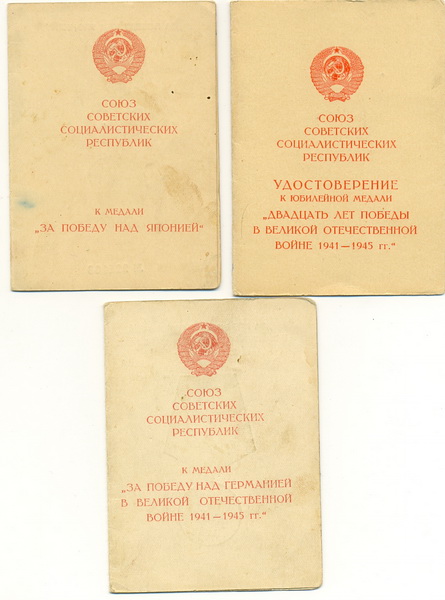 СОЮЗ
СОВЕТСКИХ
СОЦИАЛИСТИЧЕСКИХ
РЕСПУБЛИК
К МЕДАЛИ
„ЗА ПОБЕДУ НАД ЯПОНИЕЙ"
СОЮЗ
СОВЕТСКИХ
СОЦИАЛИСТИЧЕСКИХ
РЕСПУБЛИК
УДОСТОВЕРЕНИЕ
К ЮБИЛЕЙНОЙ МЕДАЛИ
„ДВАДЦАТЬ ЛЕТ ПОБЕДЫ
В ВЕЛИКОЙ ОТЕЧЕСТВЕННОЙ
ВОЙНЕ 1941—1945 гг."
СОЮЗ
СОВЕТСКИХ
СОЦИАЛИСТИЧЕСКИХ
РЕСПУБЛИК
К МЕДАЛИ
„ЗА ПОБЕДУ НАД ГЕРМАНИЕЙ
В ВЕЛИКОЙ ОТЕЧЕСТВЕННОЙ
ВОЙНЕ 1941—1945 гг."